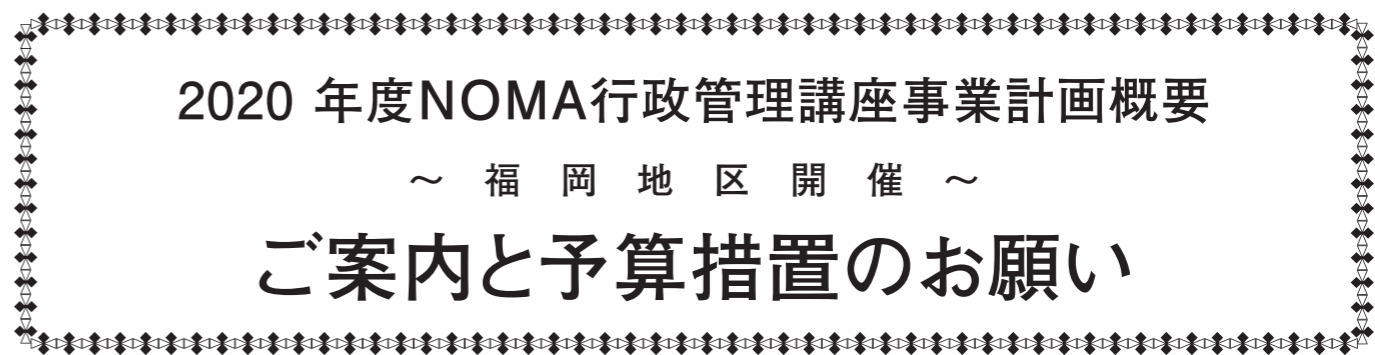 2020 年度NOMA行政管理講座事業計画概要
～ 福 岡 地 区 開 催 ～
ご案内と予算措置のお願い